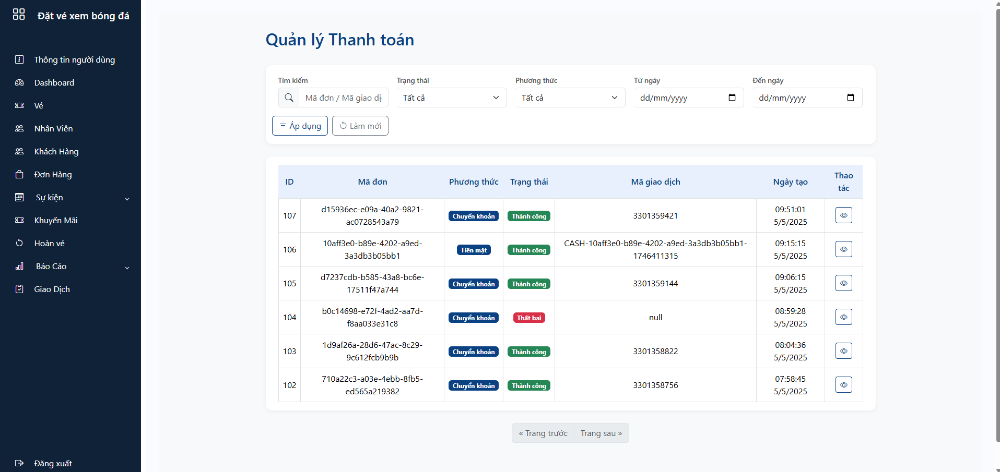 Đặt vé xem bóng đá
Thông tin người dùng
Dashboard
Vé
Nhân Viên
Khách Hàng
Đơn Hàng
Sự kiện
Khuyến Mãi
Hoàn vé
Báo Cáo
Giao Dịch
Đăng xuất
Quản lý Thanh toán
Tìm kiếm Trạng thái Phương thức Từ ngày Đến ngày
Mã đơn / Mã giao dị Tất cả Tất cả dd/mm/yyyy dd/mm/yyyy
Áp dụng Làm mới
ID Mã đơn Phương thức Trạng thái Mã giao dịch Ngày tạo Thao
tác
107 d15936ec-e09a-40a2-9821- Chuyển khoản Thành công 3301359421 09:51:01
ac0728543a79 5/5/2025
106 10aff3e0-b89e-4202-a9ed- Tiền mặt Thành công CASH-10aff3e0-b89e-4202-a9ed-3a3db3b05bb1- 09:15:15
3a3db3b05bb1 1746411315 5/5/2025
105 d7237cdb-b585-43a8-bc6e- Chuyển khoản Thành công 3301359144 09:06:15
17511f47a744 5/5/2025
104 b0c14698-e72f-4ad2-aa7d- Chuyển khoản Thất bại null 08:59:28
f8aa033e31c8 5/5/2025
103 1d9af26a-28d6-47ac-8c29- Chuyển khoản Thành công 3301358822 08:04:36
9c612fcb9b9b 5/5/2025
102 710a22c3-a03e-4ebb-8fb5- Chuyển khoản Thành công 3301358756 07:58:45
ed565a219382 5/5/2025
« Trang trước Trang sau »